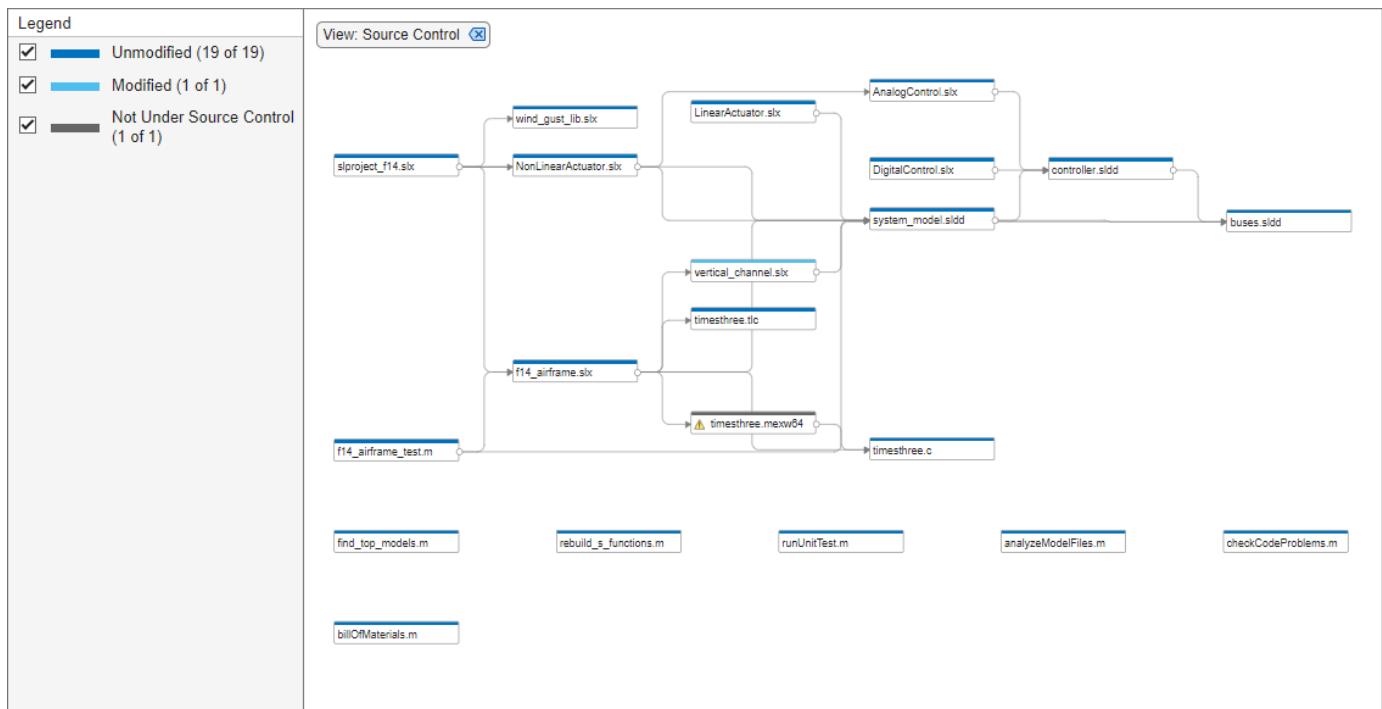 Legend
Unmodified (19 of 19)
Modified (1 of 1)
Not Under Source Control
(1 of 1)
View: Source Control
AnalogControl.slx
LinearActuator.slx
wind_gust_lib.slx
slproject_f14.slx
NonLinearActuator.slx
DigitalControl.slx
controller.sldd
system_model.sldd
buses.sldd
vertical_channel.slx
timesthree.tlc
f14_airframe.slx
timesthree.mexw64
f14_airframe_test.m
timesthree.c
find_top_models.m
rebuild_s_functions.m
runUnitTest.m
analyzeModelFiles.m
checkCodeProblems.m
billOfMaterials.m